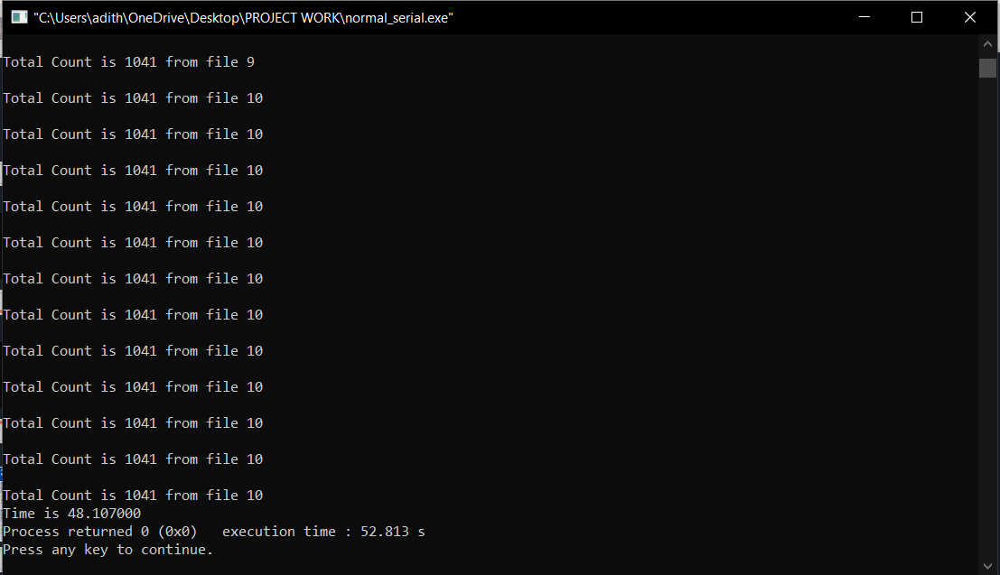 "C:\Users\adith\OneDrive\Desktop\PROJECT WORK\normal_serial.exe"
Total Count is 1041 from file 9
Total Count is 1041 from file 10
Total Count is 1041 from file 10
Total Count is 1041 from file 10
Total Count is 1041 from file 10
Total Count is 1041 from file 10
Total Count is 1041 from file 10
Total Count is 1041 from file 10
Total Count is 1041 from file 10
Total Count is 1041 from file 10
Total Count is 1041 from file 10
Total Count is 1041 from file 10
Total Count is 1041 from file 10
Time is 48.107000
Process returned 0 (0x0)   execution time : 52.813 s
Press any key to continue.